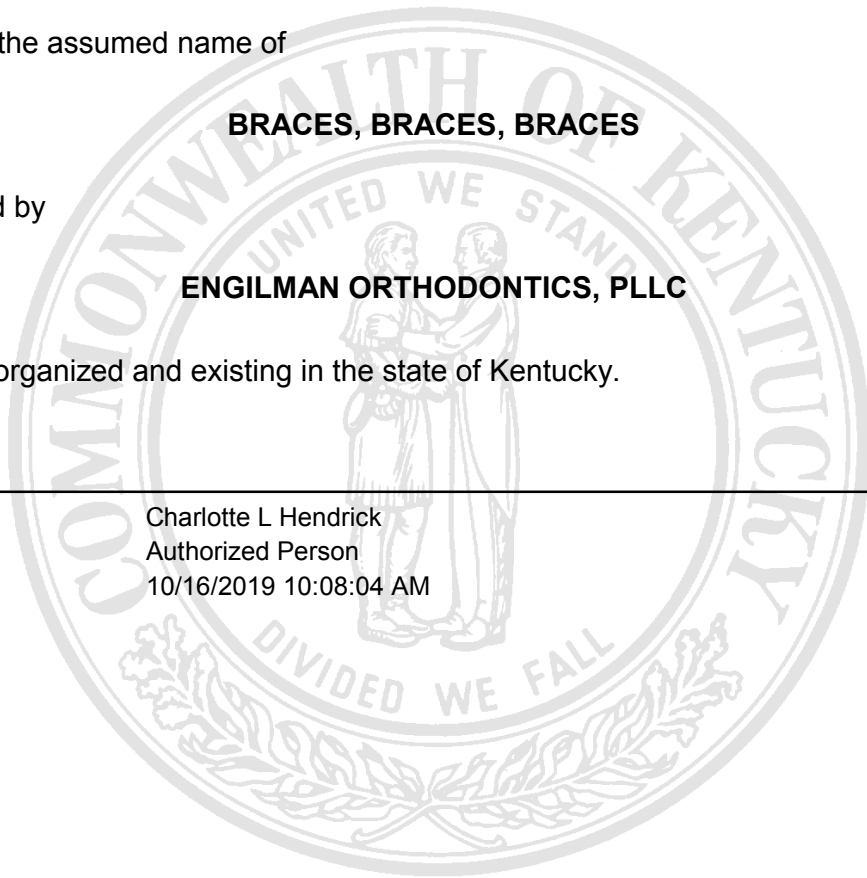 the assumed name of
BRACES, BRACES, BRACES
d by
ENGILMAN ORTHODONTICS, PLLC
organized and existing in the state of Kentucky.
Charlotte L Hendrick
Authorized Person
10/16/2019 10:08:04 AM
COMMONWEALTH OF KENTUCKY
UNITED WE STAND
DIVIDED WE FALL